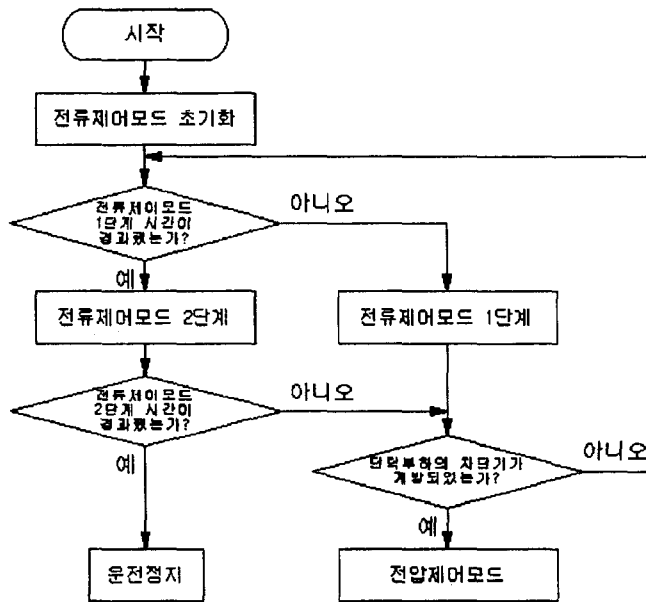 시작
전류제어모드 초기화
전류제어모드
1단계 시간이
경과했는가?
아니오
예
전류제어모드 2단계
전류제어모드 1단계
전류제어모드
2단계 시간이
경과했는가?
아니오
예
단락부하의 차단기가
개방되었는가?
아니오
예
운전정지
전압제어모드